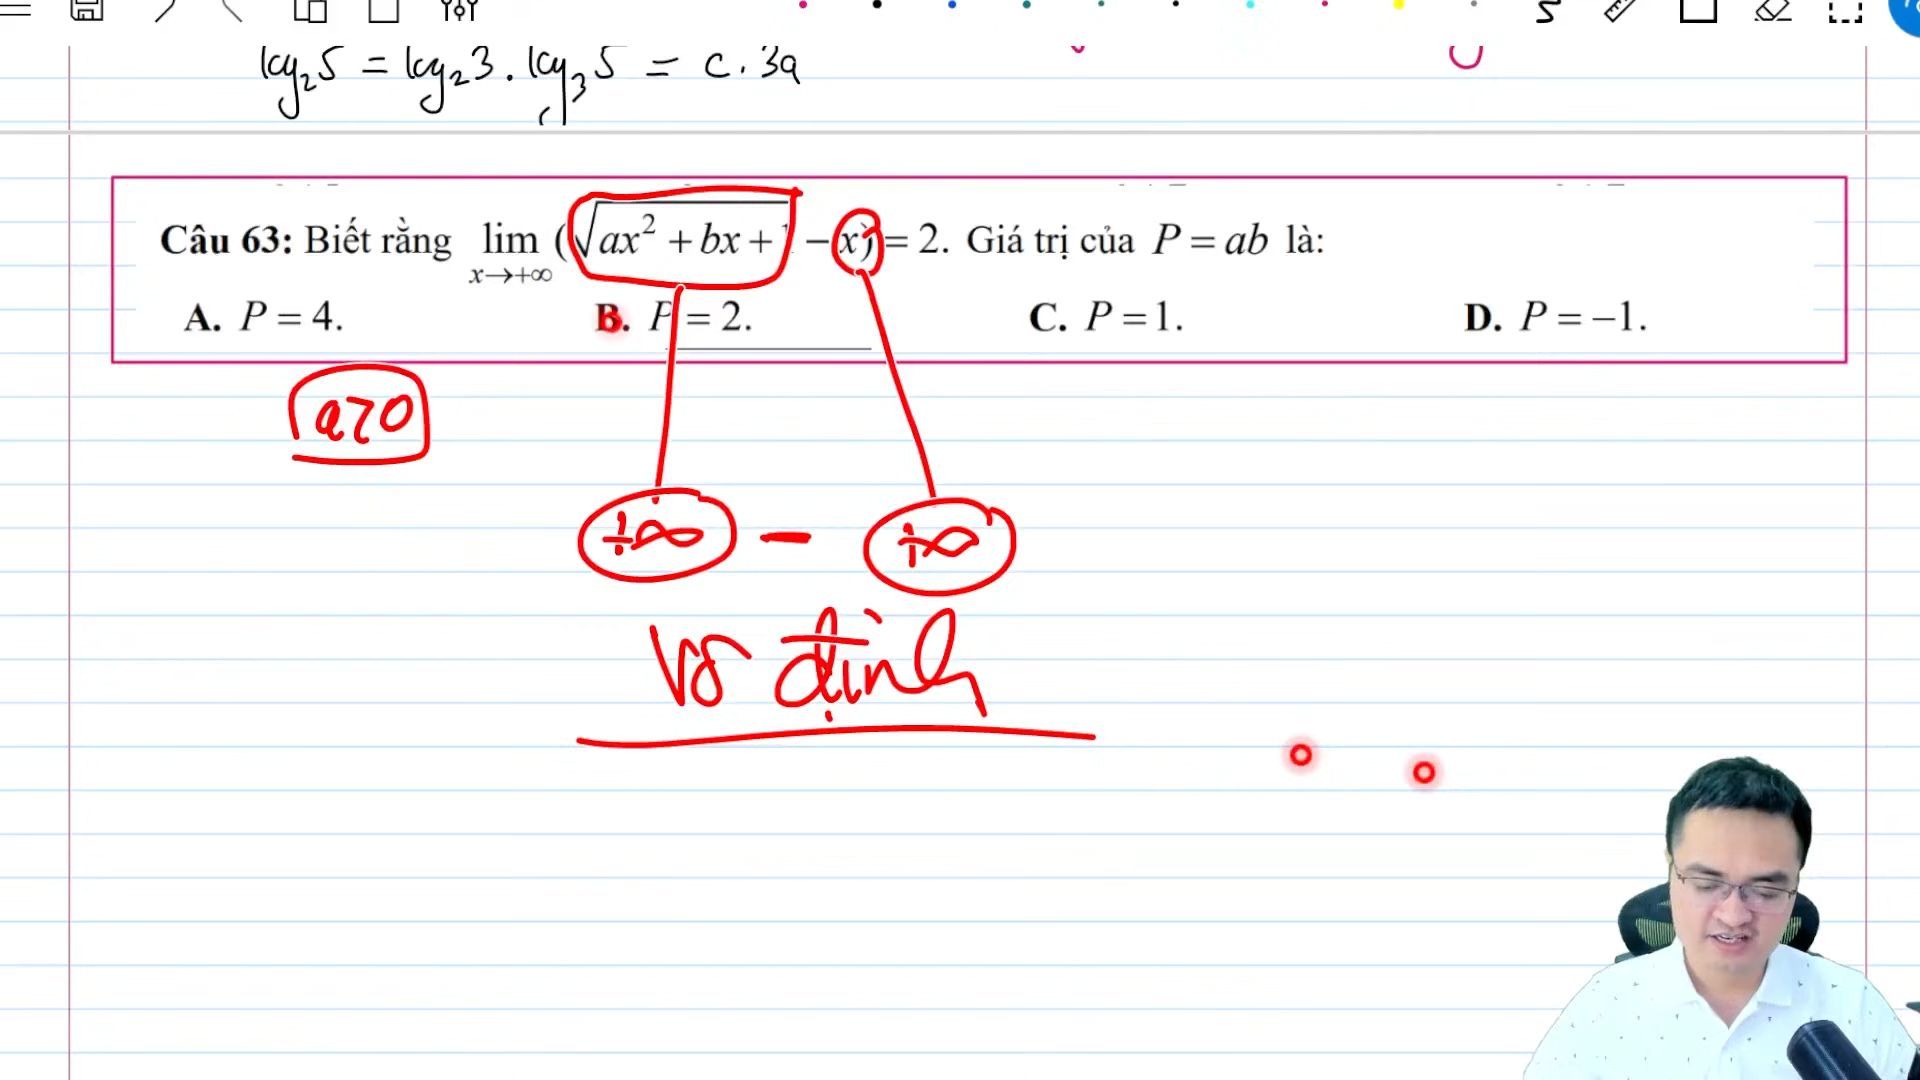 log₂5 = log₂3 . log₃5 = c . 3a
Câu 63: Biết rằng lim x→+∞ (√ax² + bx + 1 − x) = 2. Giá trị của P = ab là:
A. P = 4. B. P = 2. C. P = 1. D. P = −1.
a>0
+∞ − +∞
Vô định